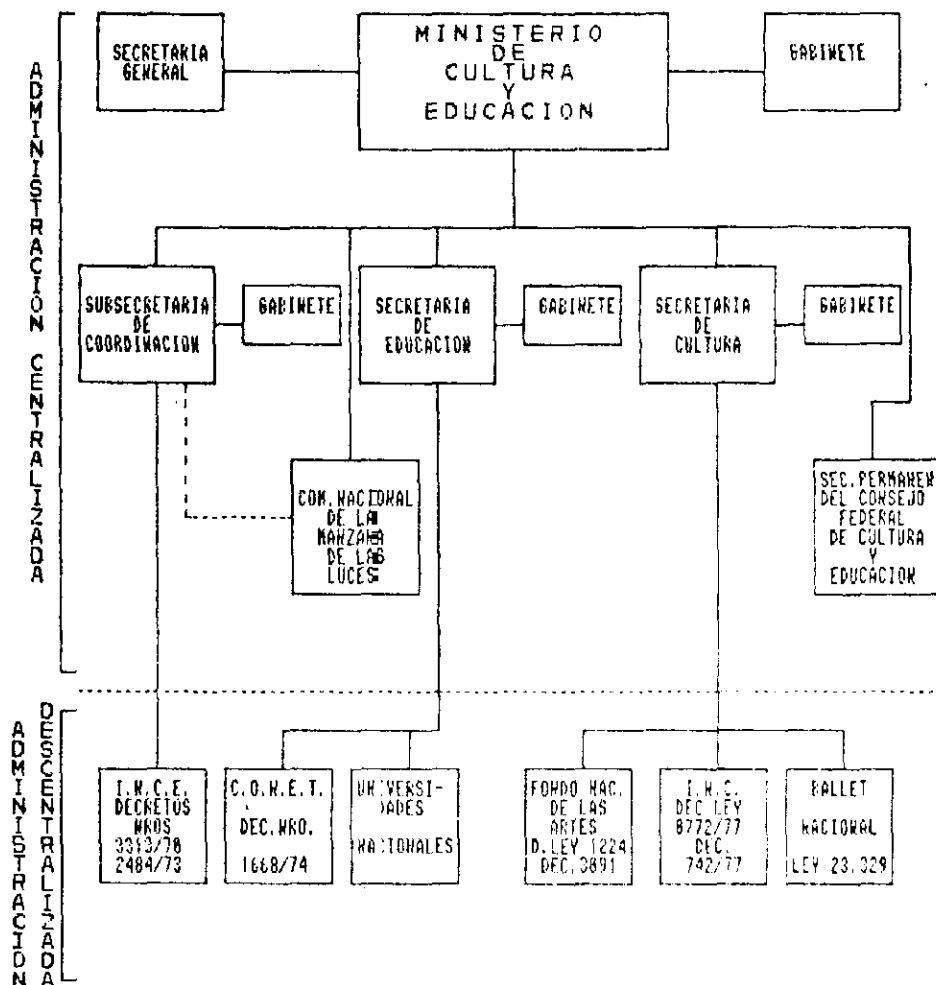 ADMINISTRACION CENTRALIZADA
SECRETARIA
GENERAL
MINISTERIO
DE
CULTURA
Y
EDUCACION
GABINETE
SUBSECRETARIA
DE
COORDINACION
GABINETE
SECRETARIA
DE
EDUCACION
GABINETE
SECRETARIA
DE
CULTURA
GABINETE
COM.NACIONAL
DE LA
MANZANA
DE LAS
LUCES
SEC.PERMANEN
DEL CONSEJO
FEDERAL
DE CULTURA
Y
EDUCACION
ADMINISTRACION
DESCENTRALIZADA
I.N.C.E.
DECRETOS
NROS
3313/78
2484/73
C.O.N.E.T.
DEC.NRO.
1668/74
UNIVERSI-
DADES
NACIONALES
FONDO NAC.
DE LAS
ARTES
D.LEY 1224
DEC.3891
I.N.C.
DEC LEY
8772/77
DEC.
742/77
BALLET
NACIONAL
LEY 23.329